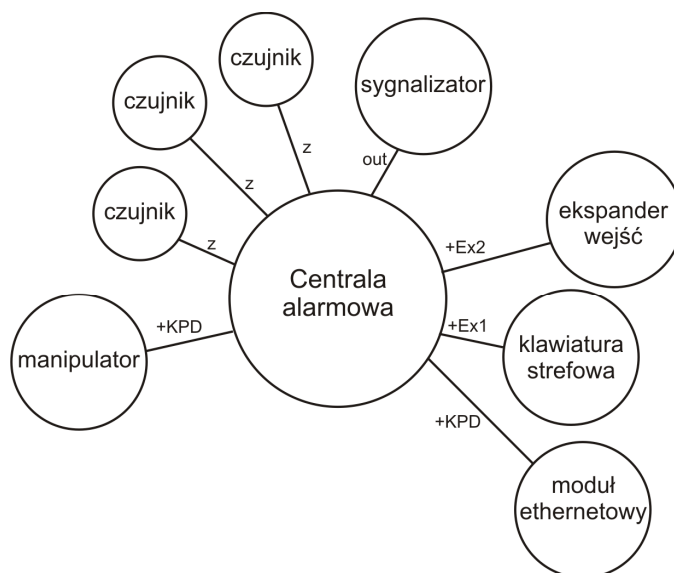 czujnik
czujnik
czujnik
sygnalizator
z
z
z
out
ekspander
wejść
+Ex2
Centrala
alarmowa
+Ex1
klawiatura
strefowa
+KPD
manipulator
+KPD
moduł
ethernetowy